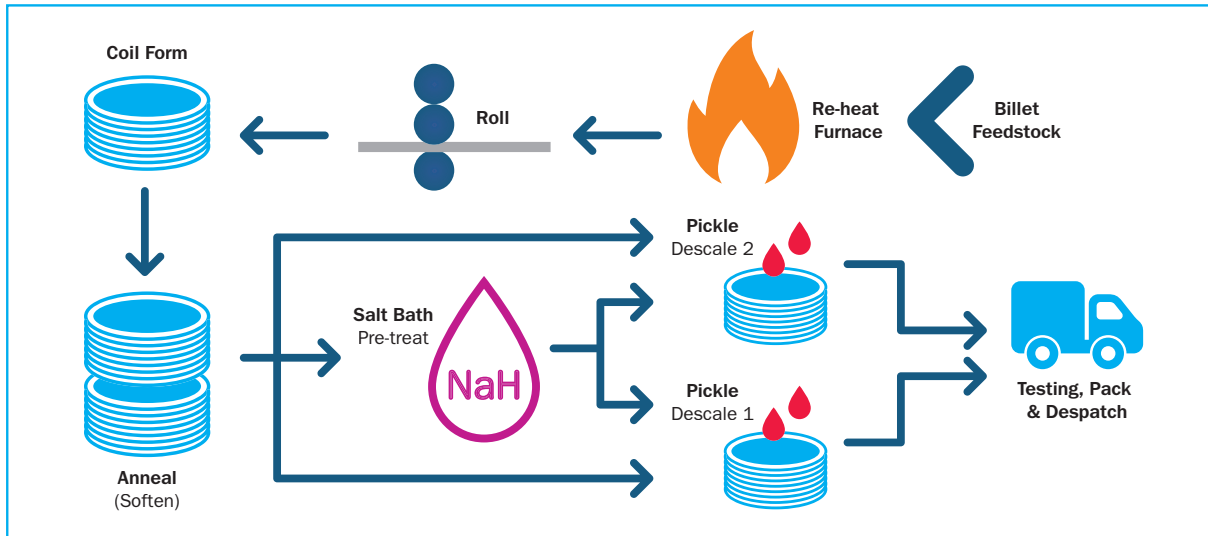 Coil Form
Roll
Re-heat
Furnace
Billet
Feedstock
Pickle
Descale 2
Salt Bath
Pre-treat
NaH
Pickle
Descale 1
Testing, Pack
& Despatch
Anneal
(Soften)